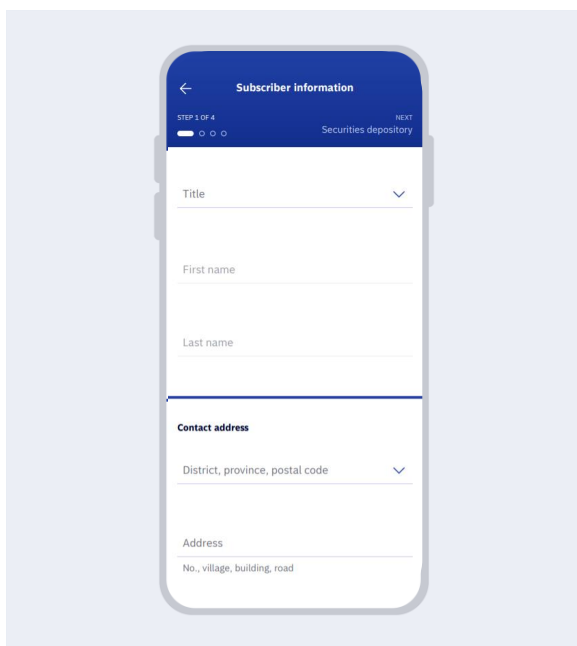 Subscriber information
STEP 1 OF 4
NEXT
Securities depository
Title
First name
Last name
Contact address
District, province, postal code
Address
No., village, building, road